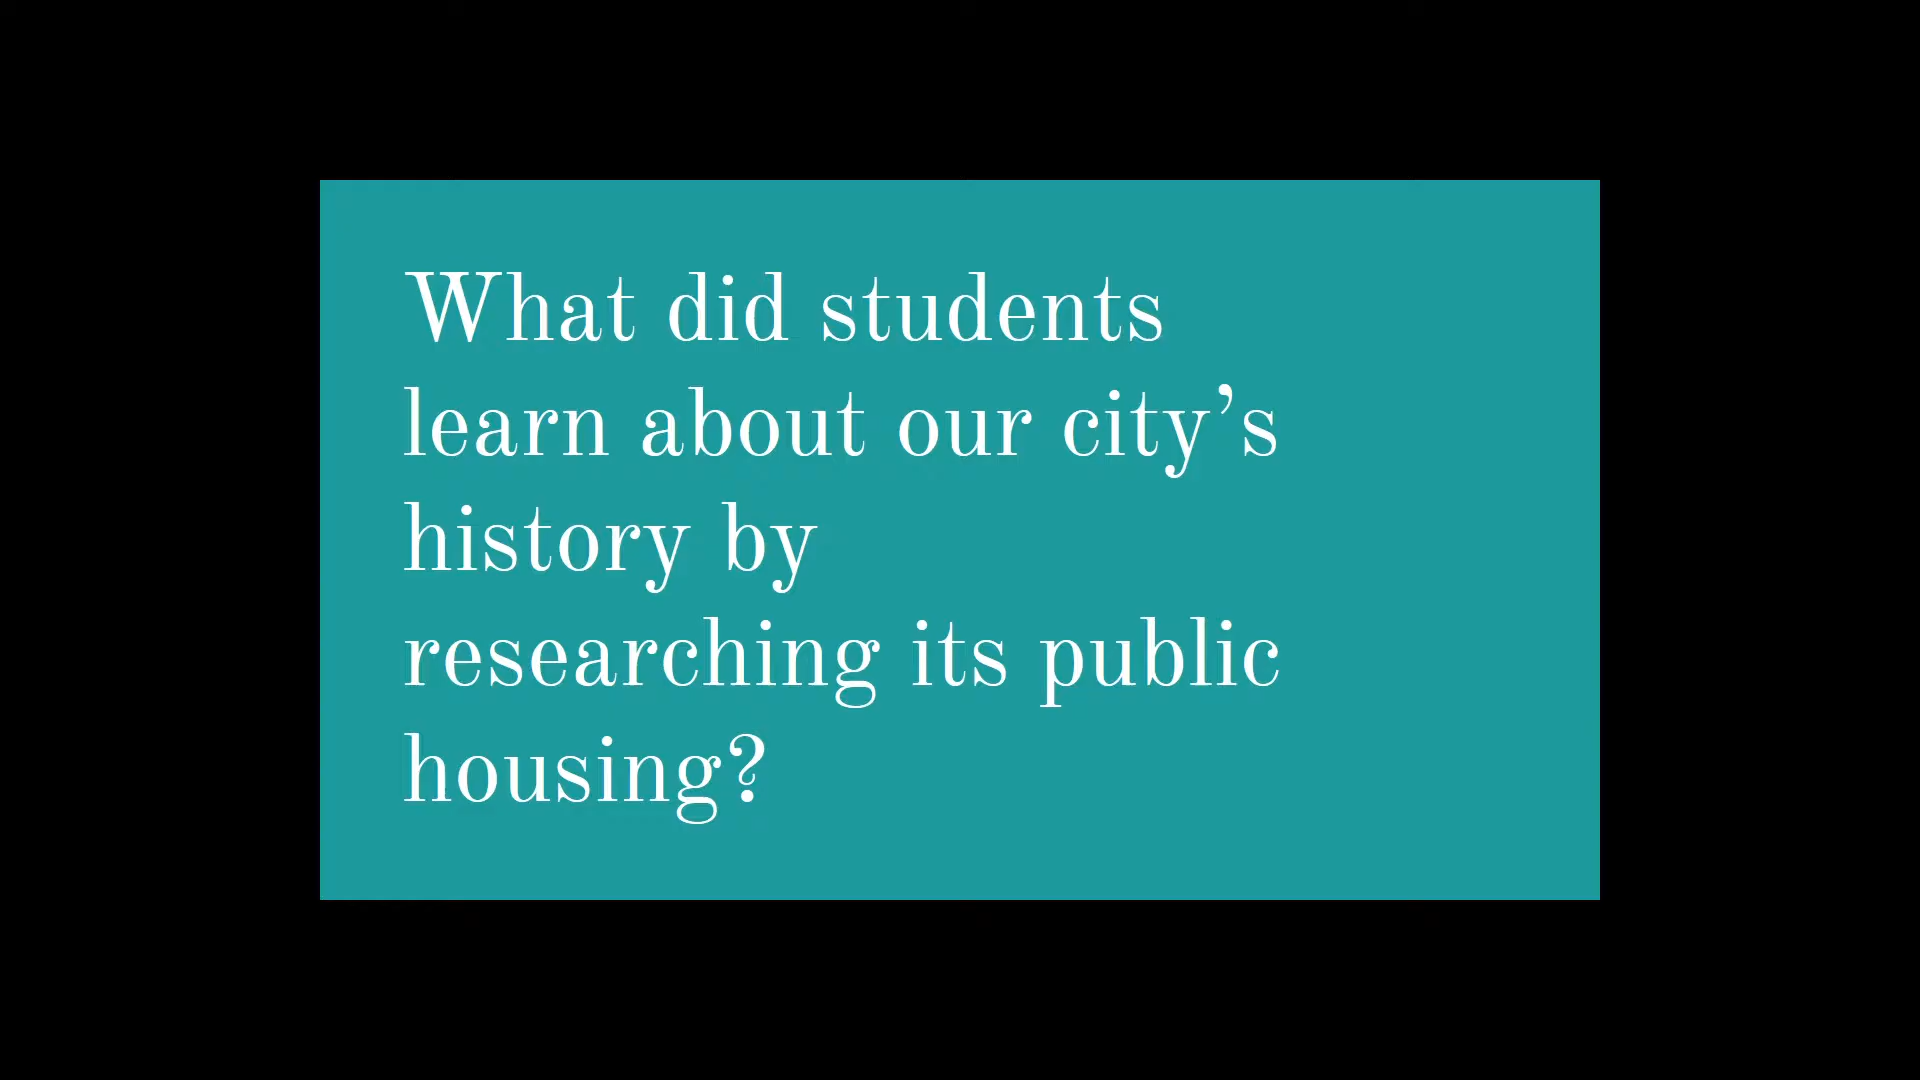 What did students
learn about our city’s
history by
researching its public
housing?